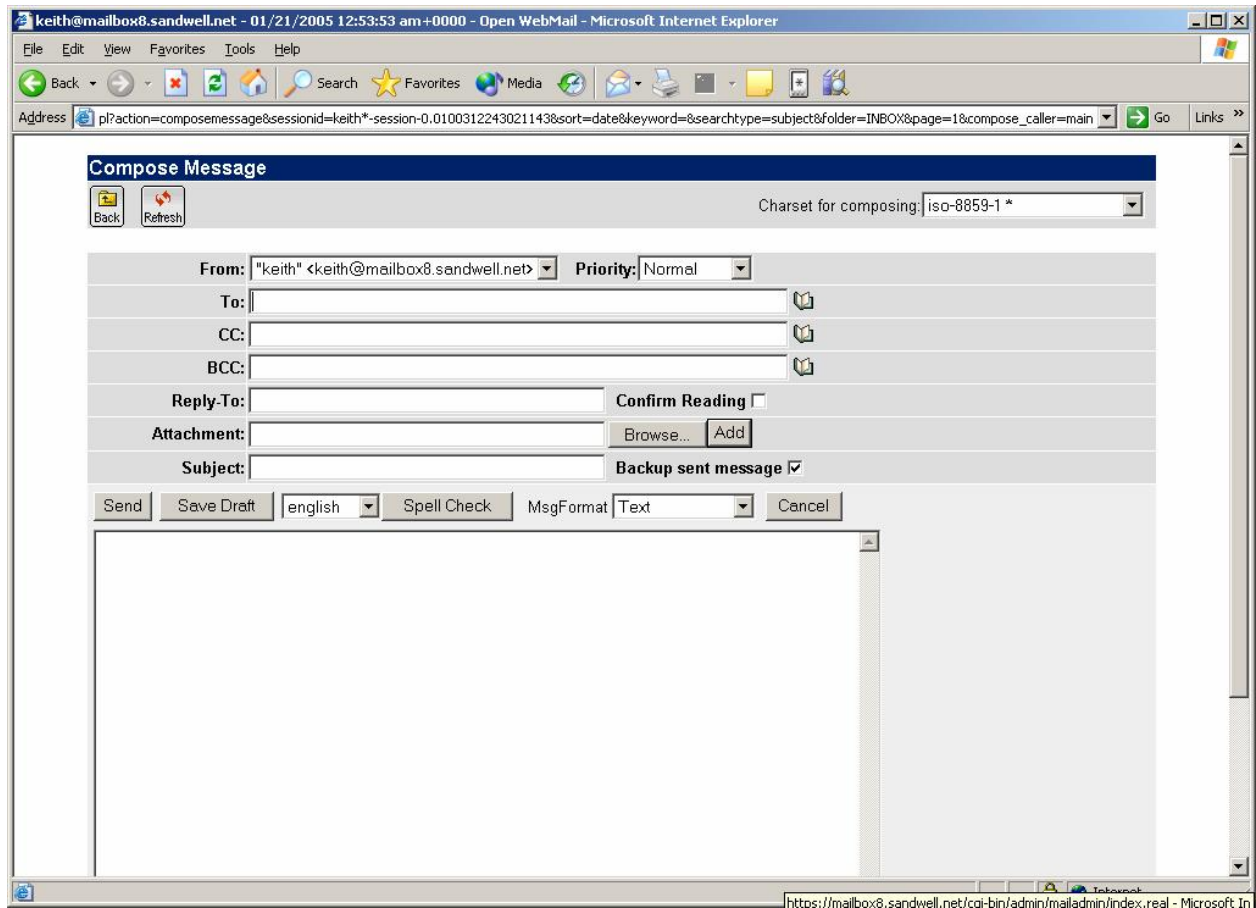 keith@mailbox8.sandwell.net - 01/21/2005 12:53:53 am+0000 - Open WebMail - Microsoft Internet Explorer
File Edit View Favorites Tools Help
Back Search Favorites Media
Address pl?action=composemessage&sessionid=keith*-session-0.0100312243021143&sort=date&keyword=&searchtype=subject&folder=INBOX&page=1&compose_caller=main Go Links »
Compose Message
Back Refresh Charset for composing: iso-8859-1 *
From: "keith" <keith@mailbox8.sandwell.net> Priority: Normal
To:
CC:
BCC:
Reply-To: Confirm Reading
Attachment: Browse... Add
Subject: Backup sent message
Send Save Draft english Spell Check MsgFormat Text Cancel
Internet
https://mailbox8.sandwell.net/cgi-bin/admin/mailadmin/index.real - Microsoft In